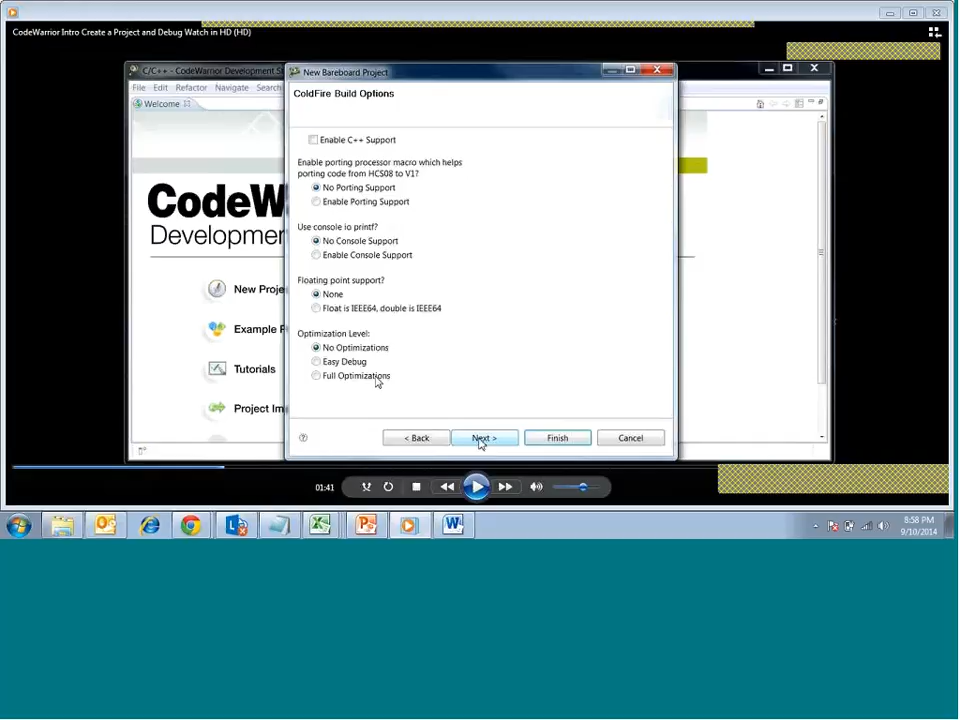 CodeWarrior Intro Create a Project and Debug Watch in HD (HD)
C/C++ - CodeWarrior Development S
File Edit Refactor Navigate Search
Welcome
CodeW
Developmen
New Proje
Example P
Tutorials
Project Im
New Bareboard Project
ColdFire Build Options
Enable C++ Support
Enable porting processor macro which helps
porting code from HCS08 to V1?
No Porting Support
Enable Porting Support
Use console io printf?
No Console Support
Enable Console Support
Floating point support?
None
Float is IEEE64, double is IEEE64
Optimization Level:
No Optimizations
Easy Debug
Full Optimizations
< Back
Next >
Finish
Cancel
01:41
8:58 PM
9/10/2014